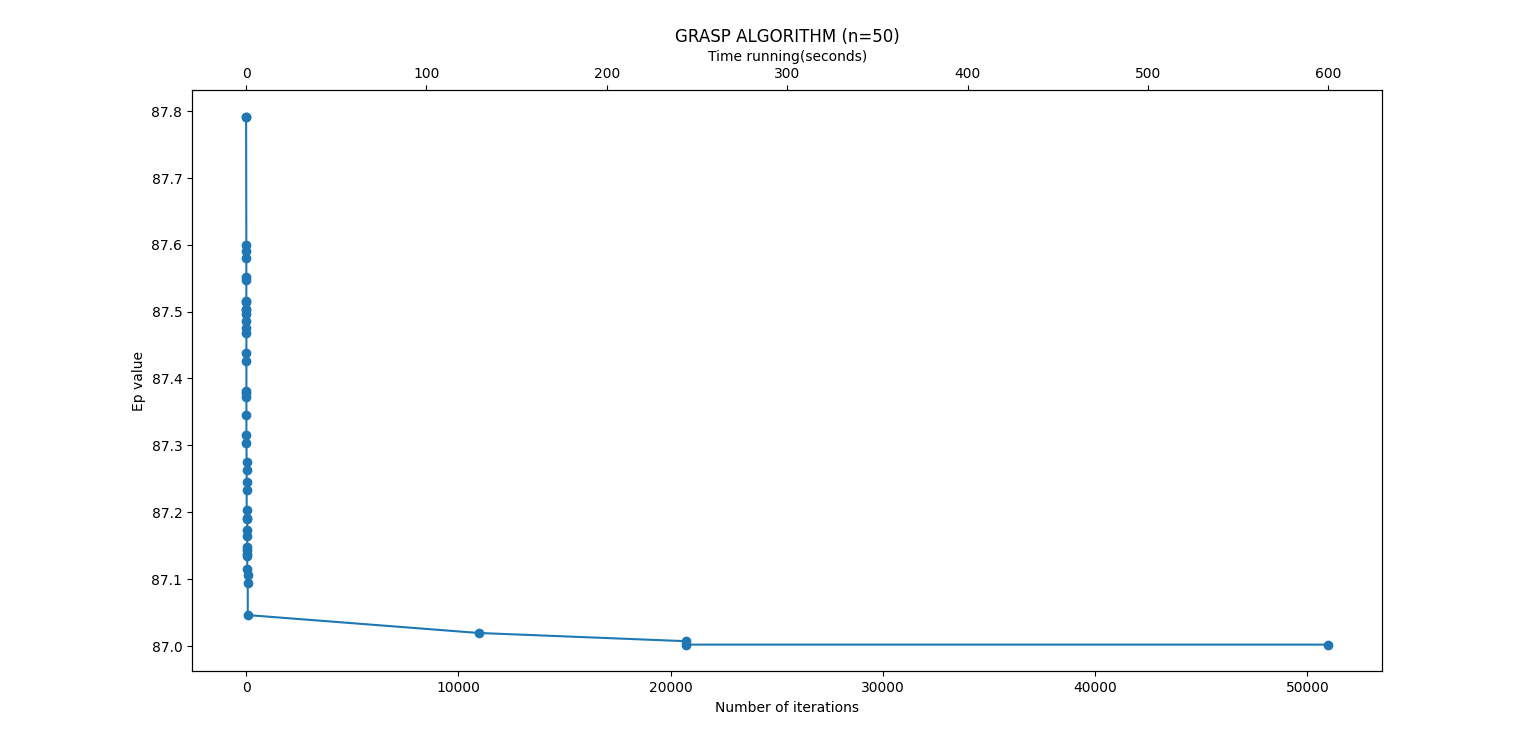 GRASP ALGORITHM (n=50)
Time running(seconds)
0 100 200 300 400 500 600
87.8
87.7
87.6
87.5
87.4
87.3
87.2
87.1
87.0
Ep value
0 10000 20000 30000 40000 50000
Number of iterations